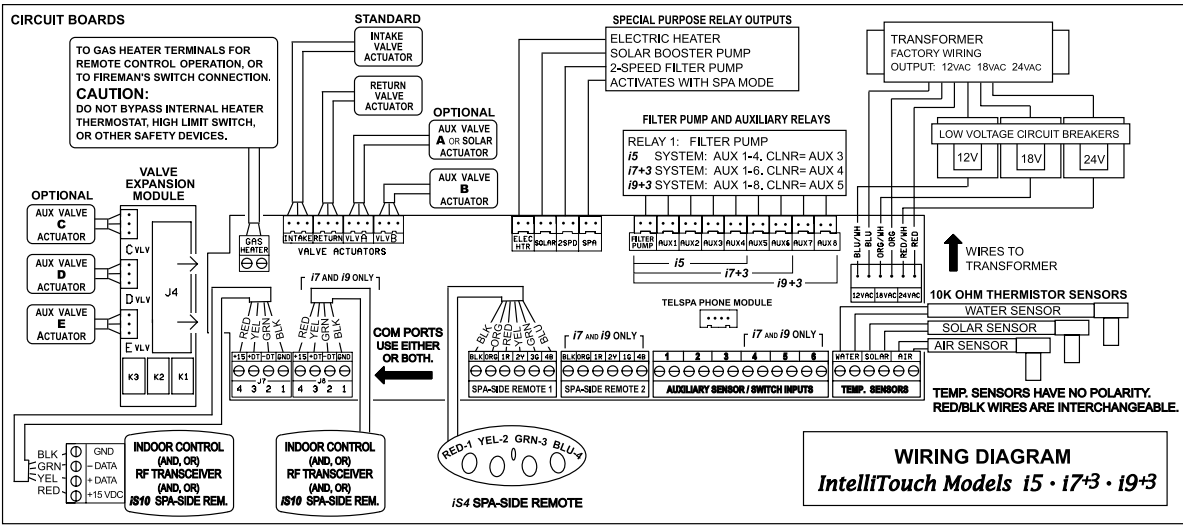 CIRCUIT BOARDS
TO GAS HEATER TERMINALS FOR
REMOTE CONTROL OPERATION, OR
TO FIREMAN'S SWITCH CONNECTION.
CAUTION:
DO NOT BYPASS INTERNAL HEATER
THERMOSTAT, HIGH LIMIT SWITCH,
OR OTHER SAFETY DEVICES.
STANDARD
INTAKE
VALVE
ACTUATOR
RETURN
VALVE
ACTUATOR
OPTIONAL
AUX VALVE
A OR SOLAR
ACTUATOR
AUX VALVE
B
ACTUATOR
SPECIAL PURPOSE RELAY OUTPUTS
ELECTRIC HEATER
SOLAR BOOSTER PUMP
2-SPEED FILTER PUMP
ACTIVATES WITH SPA MODE
FILTER PUMP AND AUXILIARY RELAYS
RELAY 1: FILTER PUMP
i5 SYSTEM: AUX 1-4. CLNR= AUX 3
i7+3 SYSTEM: AUX 1-6. CLNR= AUX 4
i9+3 SYSTEM: AUX 1-8. CLNR= AUX 5
TRANSFORMER
FACTORY WIRING
OUTPUT: 12VAC 18VAC 24VAC
LOW VOLTAGE CIRCUIT BREAKERS
12V 18V 24V
VALVE
EXPANSION
MODULE
OPTIONAL
AUX VALVE
C
ACTUATOR
AUX VALVE
D
ACTUATOR
AUX VALVE
E
ACTUATOR
C VLV
D VLV
E VLV
J4
K3 K2 K1
GAS
HEATER
INTAKE RETURN VLV A VLV B
VALVE ACTUATORS
ELEC
HTR SOLAR 2SPD SPA
FILTER
PUMP AUX1 AUX2 AUX3 AUX4 AUX5 AUX6 AUX7 AUX 8
i5
i7+3
i9+3
BLU/WH BLU ORG/WH ORG RED/WH RED
12VAC 18VAC 24VAC
WIRES TO
TRANSFORMER
TELSPA PHONE MODULE
10K OHM THERMISTOR SENSORS
WATER SENSOR
SOLAR SENSOR
AIR SENSOR
TEMP. SENSORS HAVE NO POLARITY.
RED/BLK WIRES ARE INTERCHANGEABLE.
i7 AND i9 ONLY
RED YEL GRN BLK
RED YEL GRN BLK
+15 +DT -DT GND
J7
4 3 2 1
+15 +DT -DT GND
J8
4 3 2 1
COM PORTS
USE EITHER
OR BOTH.
BLK ORG RED YEL GRN BLU
BLK ORG 1R 2Y 3G 4B
SPA-SIDE REMOTE 1
i7 AND i9 ONLY
BLK ORG 1R 2Y 1G 4B
SPA-SIDE REMOTE 2
i7 AND i9 ONLY
1 2 3 4 5 6
AUXILIARY SENSOR / SWITCH INPUTS
WATER SOLAR AIR
TEMP. SENSORS
BLK GND
GRN - DATA
YEL + DATA
RED +15 VDC
INDOOR CONTROL
(AND, OR)
RF TRANSCEIVER
(AND, OR)
iS10 SPA-SIDE REM.
INDOOR CONTROL
(AND, OR)
RF TRANSCEIVER
(AND, OR)
iS10 SPA-SIDE REM.
RED-1 YEL-2 GRN-3 BLU-4
iS4 SPA-SIDE REMOTE
WIRING DIAGRAM
IntelliTouch Models i5 · i7+3 · i9+3